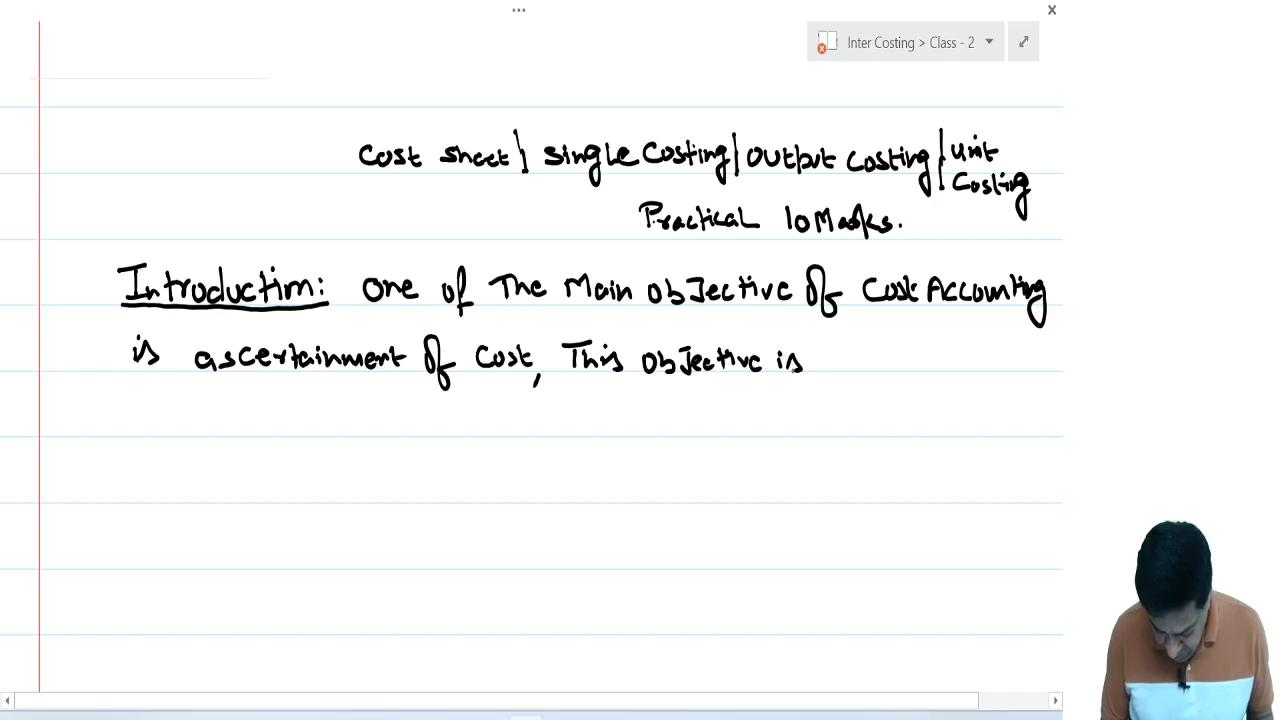 Inter Costing > Class - 2
Cost sheet | Single Costing | Output Costing | Unit Costing
Practical 10 Marks.
Introduction: One of The Main Objective of Cost Accounting
is ascertainment of Cost, This Objective is